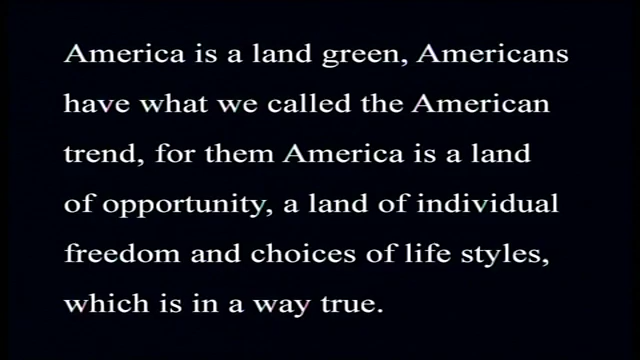 America is a land green, Americans
have what we called the American
trend, for them America is a land
of opportunity, a land of individual
freedom and choices of life styles,
which is in a way true.